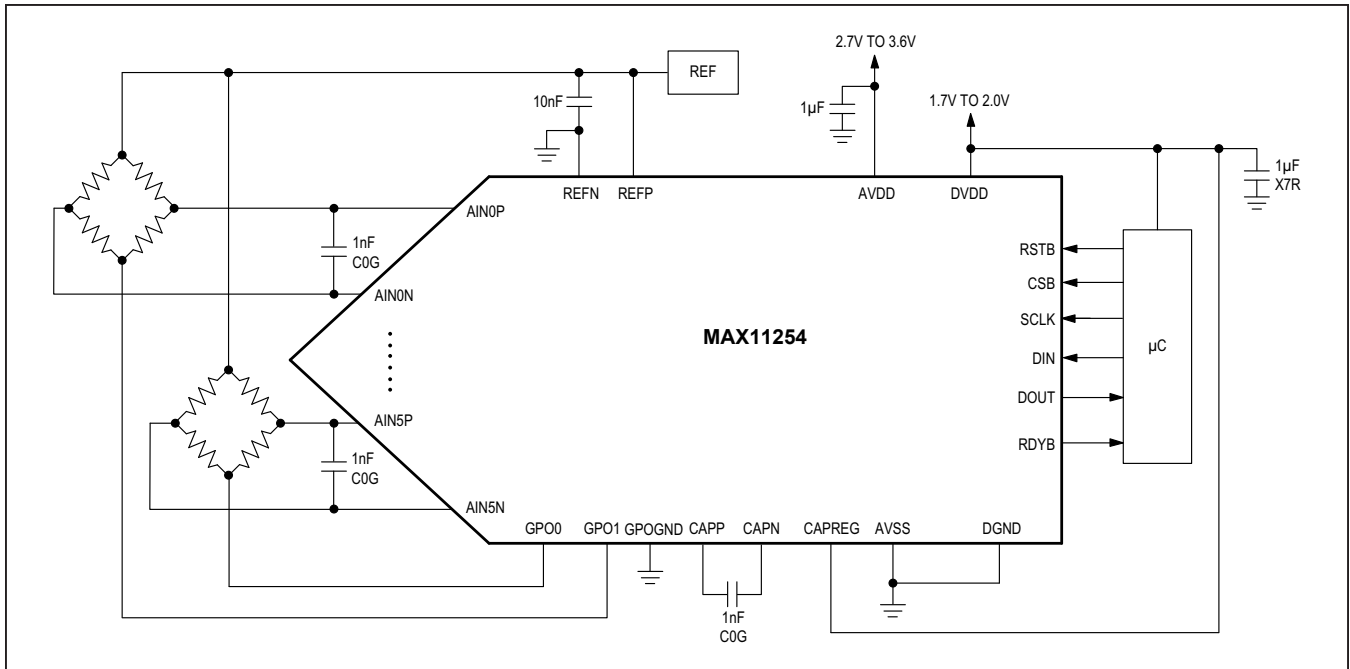 2.7V TO 3.6V
REF
1.7V TO 2.0V
10nF
1µF
1µF
X7R
REFN
REFP
AVDD
DVDD
AIN0P
1nF
C0G
AIN0N
RSTB
CSB
SCLK
DIN
DOUT
RDYB
µC
MAX11254
AIN5P
1nF
C0G
AIN5N
GPO0
GPO1
GPOGND
CAPP
CAPN
CAPREG
AVSS
DGND
1nF
C0G